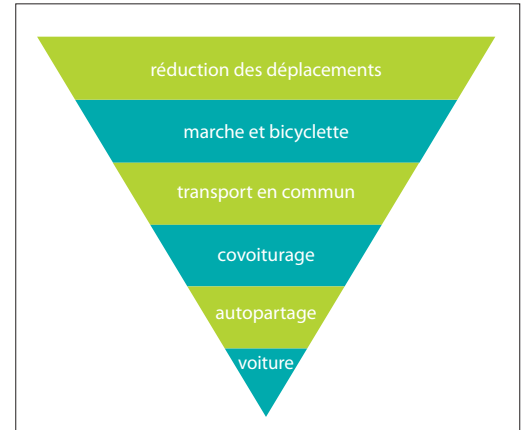 réduction des déplacements
marche et bicyclette
transport en commun
covoiturage
autopartage
voiture